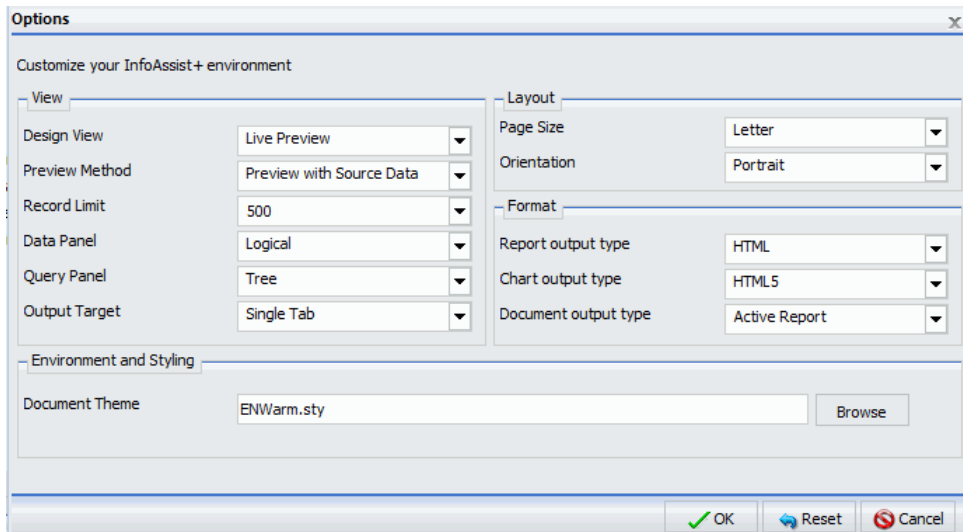 Options
Customize your InfoAssist+ environment
View
Design View Live Preview
Preview Method Preview with Source Data
Record Limit 500
Data Panel Logical
Query Panel Tree
Output Target Single Tab
Layout
Page Size Letter
Orientation Portrait
Format
Report output type HTML
Chart output type HTML5
Document output type Active Report
Environment and Styling
Document Theme ENWarm.sty Browse
OK Reset Cancel